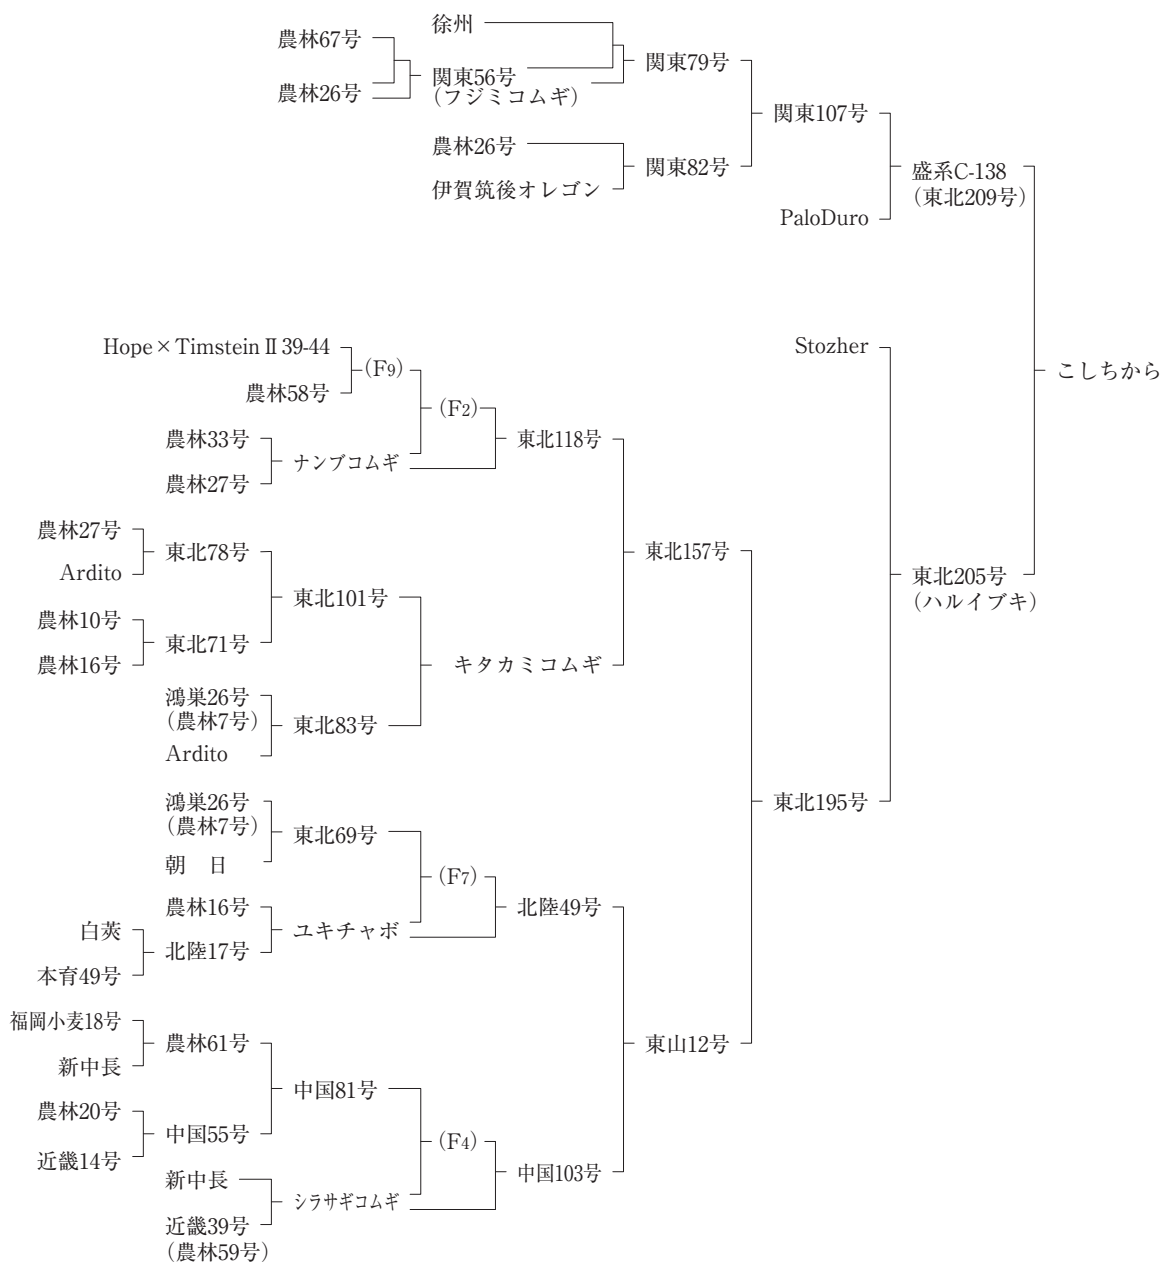 徐州
農林67号
関東79号
関東56号
(フジミコムギ)
農林26号
関東107号
農林26号
関東82号
盛系C-138
(東北209号)
伊賀筑後オレゴン
PaloDuro
Hope×TimsteinⅡ39-44
Stozher
(F9)
こしちから
農林58号
(F2)
農林33号
東北118号
ナンブコムギ
農林27号
農林27号
東北78号
東北157号
Ardito
東北205号
(ハルイブキ)
東北101号
農林10号
東北71号
農林16号
キタカミコムギ
鴻巣26号
(農林7号)
東北83号
Ardito
東北195号
鴻巣26号
(農林7号)
東北69号
朝　日
(F7)
農林16号
北陸49号
白莢
ユキチャボ
北陸17号
本育49号
福岡小麦18号
農林61号
東山12号
新中長
中国81号
農林20号
中国55号
(F4)
近畿14号
新中長
中国103号
シラサギコムギ
近畿39号
(農林59号)